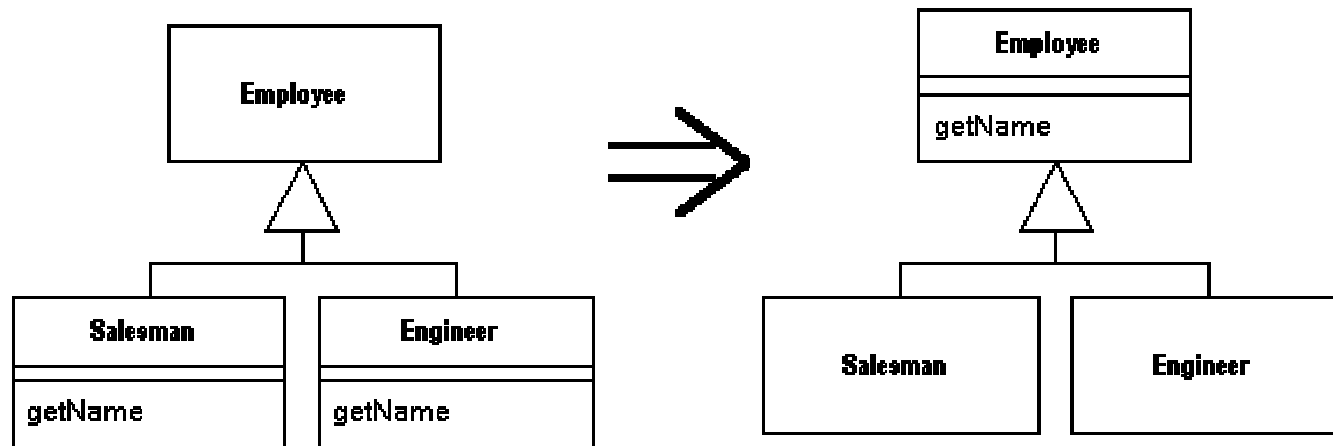 Employee
Salesman
Engineer
getName
getName
Employee
getName
Salesman
Engineer